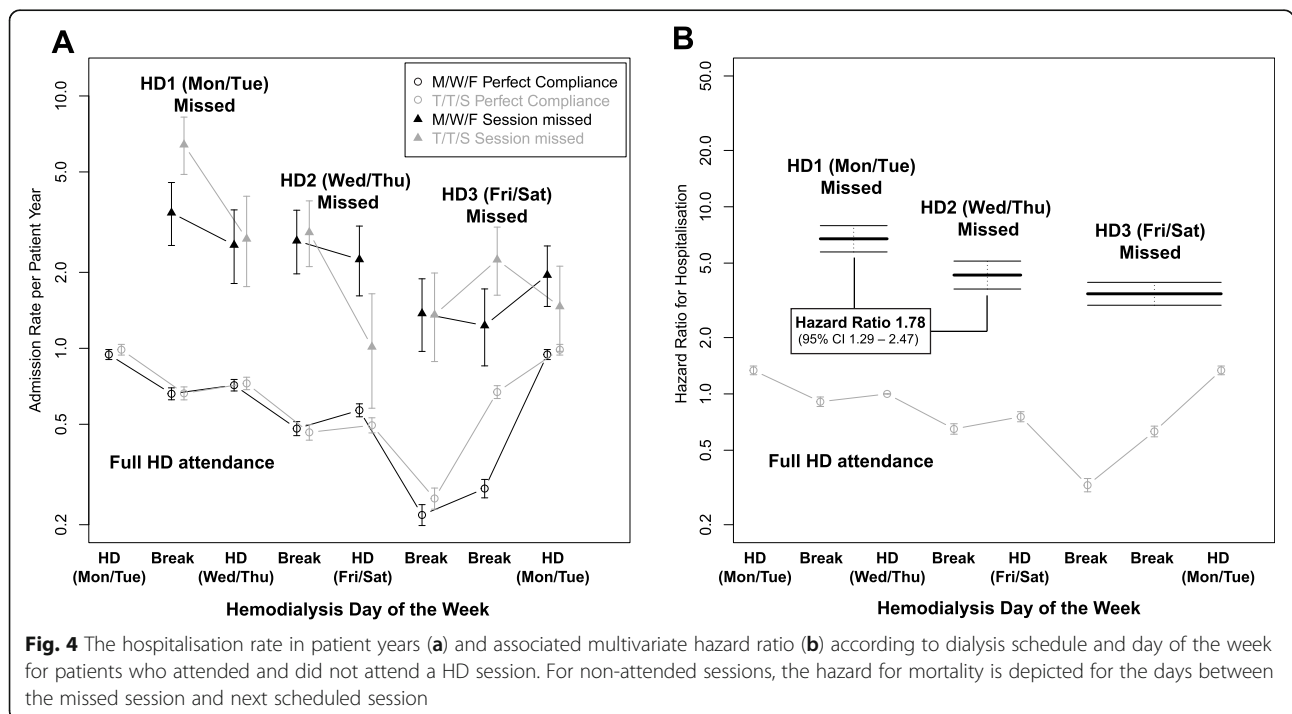 A
Admission Rate per Patient Year
10.0
5.0
2.0
1.0
0.5
0.2
HD1 (Mon/Tue)
Missed
HD2 (Wed/Thu)
Missed
HD3 (Fri/Sat)
Missed
M/W/F Perfect Compliance
T/T/S Perfect Compliance
M/W/F Session missed
T/T/S Session missed
Full HD attendance
HD
(Mon/Tue)
Break
HD
(Wed/Thu)
Break
HD
(Fri/Sat)
Break
Break
HD
(Mon/Tue)
Hemodialysis Day of the Week
B
Hazard Ratio for Hospitalisation
50.0
20.0
10.0
5.0
2.0
1.0
0.5
0.2
HD1 (Mon/Tue)
Missed
HD2 (Wed/Thu)
Missed
HD3 (Fri/Sat)
Missed
Hazard Ratio 1.78
(95% CI 1.29 – 2.47)
Full HD attendance
HD
(Mon/Tue)
Break
HD
(Wed/Thu)
Break
HD
(Fri/Sat)
Break
Break
HD
(Mon/Tue)
Hemodialysis Day of the Week
Fig. 4 The hospitalisation rate in patient years (a) and associated multivariate hazard ratio (b) according to dialysis schedule and day of the week
for patients who attended and did not attend a HD session. For non-attended sessions, the hazard for mortality is depicted for the days between
the missed session and next scheduled session